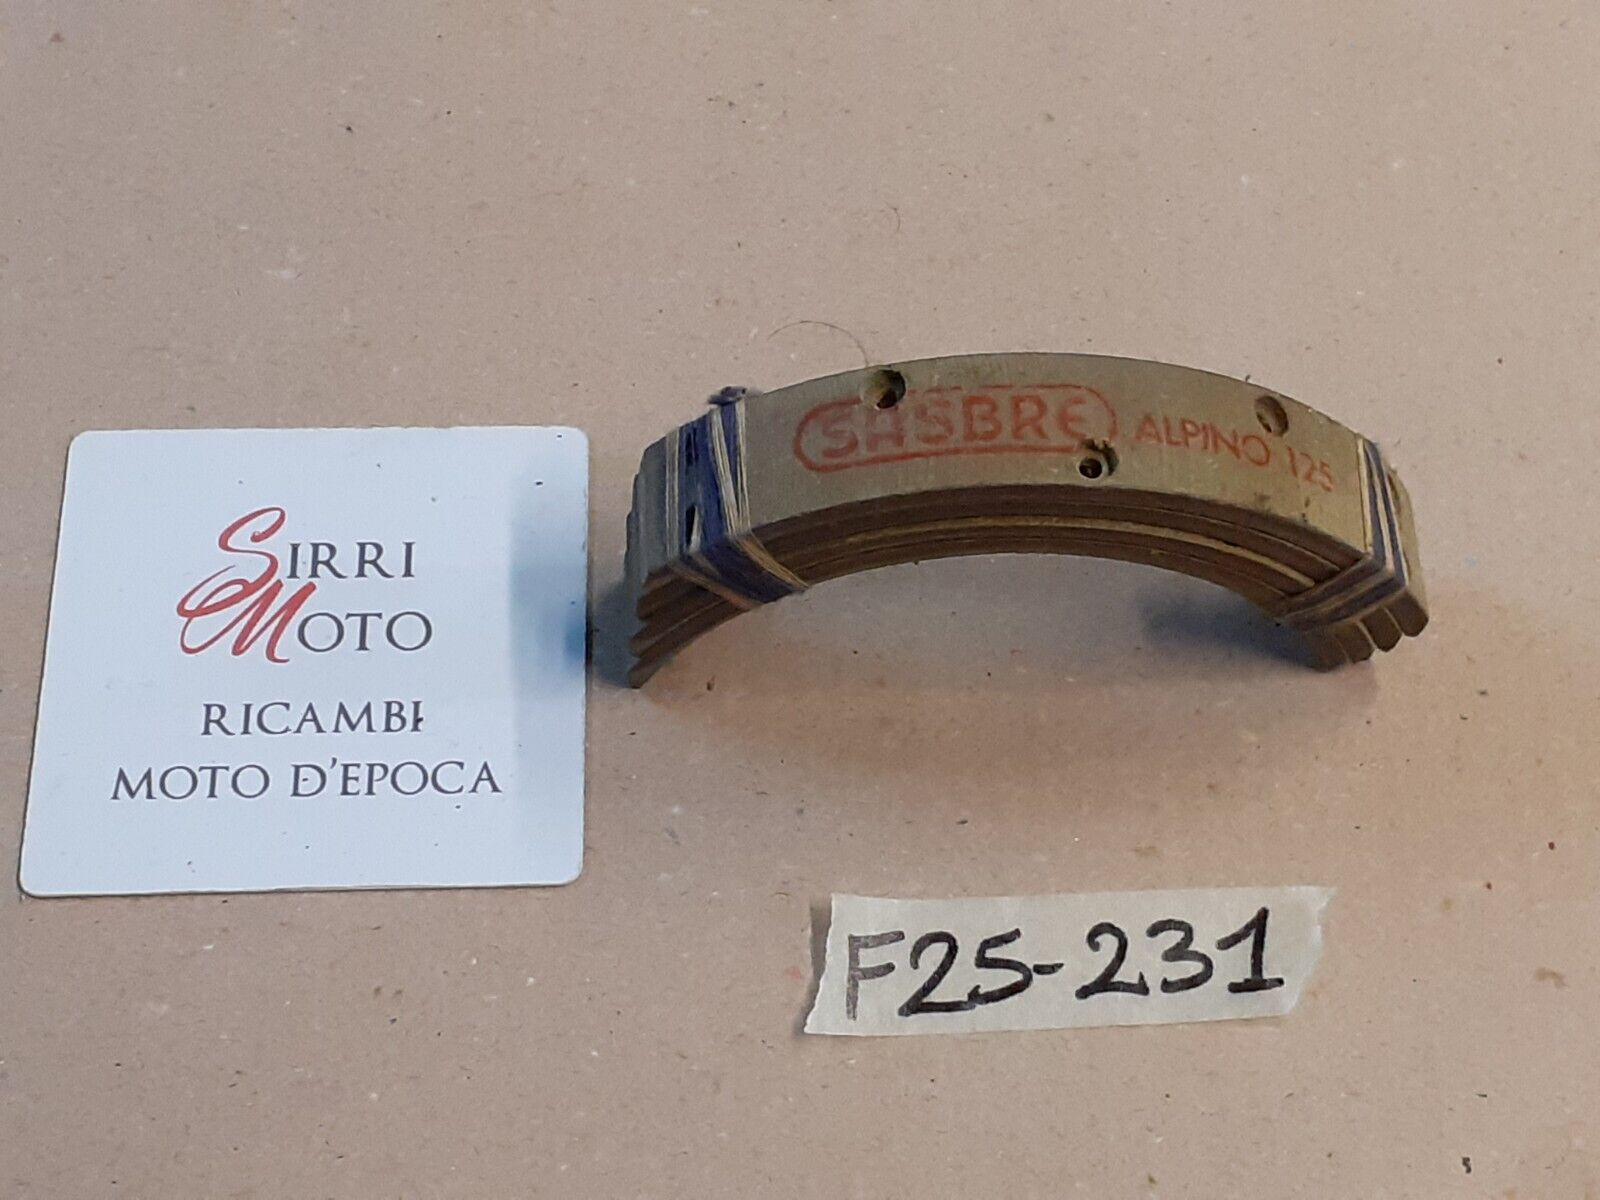 SIRRI
MOTO
RICAMBI
MOTO D'EPOCA
SASBRE ALPINO 125
F25-231